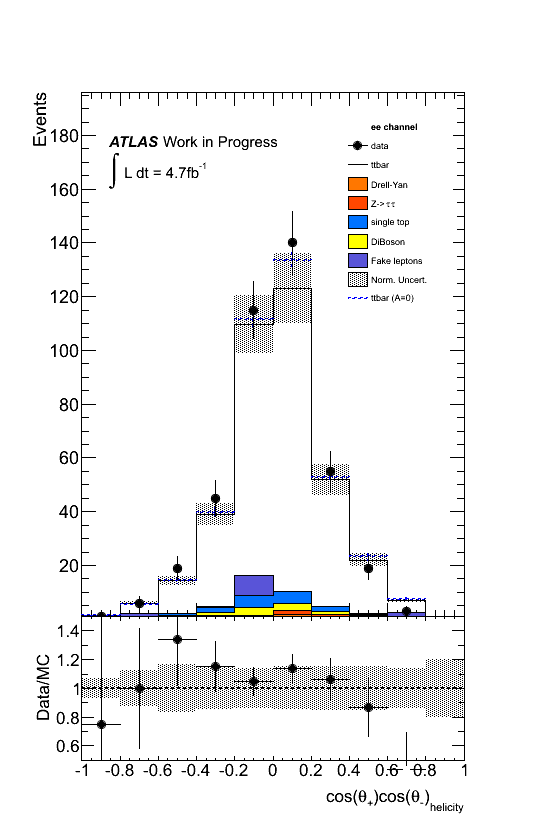 Events
180
160
140
120
100
80
60
40
20
ATLAS Work in Progress
∫ L dt = 4.7fb⁻¹
ee channel
data
ttbar
Drell-Yan
Z->ττ
single top
DiBoson
Fake leptons
Norm. Uncert.
ttbar (A=0)
Data/MC
1.4
1.2
1
0.8
0.6
-1 -0.8 -0.6 -0.4 -0.2 0 0.2 0.4 0.6 0.8 1
cos(θ₊)cos(θ₋)helicity